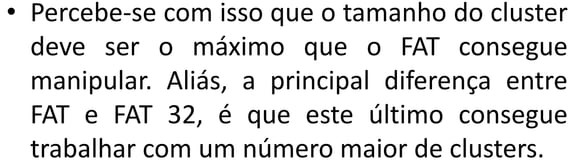 • Percebe-se com isso que o tamanho do cluster
deve ser o máximo que o FAT consegue
manipular. Aliás, a principal diferença entre
FAT e FAT 32, é que este último consegue
trabalhar com um número maior de clusters.